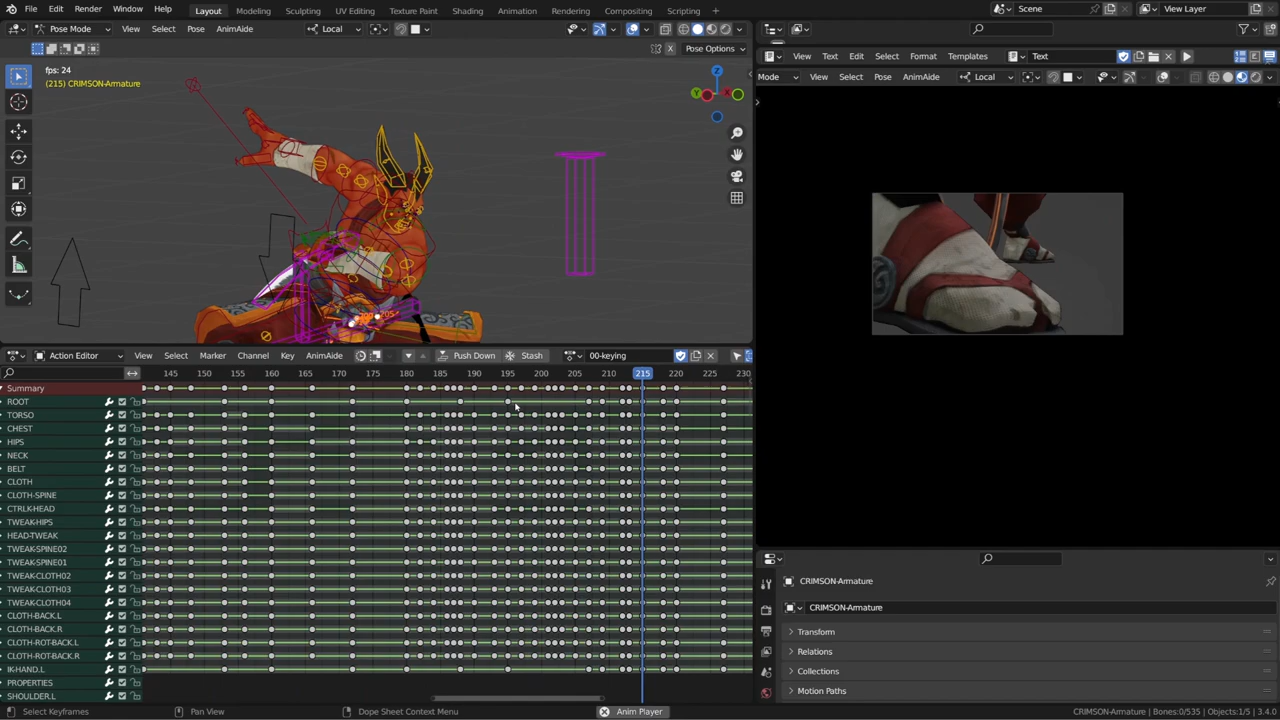 File Edit Render Window Help Layout Modeling Sculpting UV Editing Texture Paint Shading Animation Rendering Compositing Scripting + Scene View Layer
Pose Mode View Select Pose AnimAide Local
Pose Options
View Text Edit Select Format Templates Text
Mode View Select Pose AnimAide Local
fps: 24
(215) CRIMSON-Armature
Z
Y
X
200 205
Action Editor View Select Marker Channel Key AnimAide Push Down Stash 00-keying
145 150 155 160 165 170 175 180 185 190 195 200 205 210 215 220 225 230
Summary
ROOT
TORSO
CHEST
HIPS
NECK
BELT
CLOTH
CLOTH-SPINE
CTRLK-HEAD
TWEAK-HIPS
HEAD-TWEAK
TWEAK-SPINE02
TWEAK-SPINE01
TWEAK-CLOTH02
TWEAK-CLOTH03
TWEAK-CLOTH04
CLOTH-BACK.L
CLOTH-BACK.R
CLOTH-ROT-BACK.L
CLOTH-ROT-BACK.R
IK-HAND.L
PROPERTIES
SHOULDER.L
CRIMSON-Armature
CRIMSON-Armature
Transform
Relations
Collections
Motion Paths
Select Keyframes Pan View Dope Sheet Context Menu Anim Player CRIMSON-Armature | Bones:0/535 | Objects:1/5 | 3.4.0